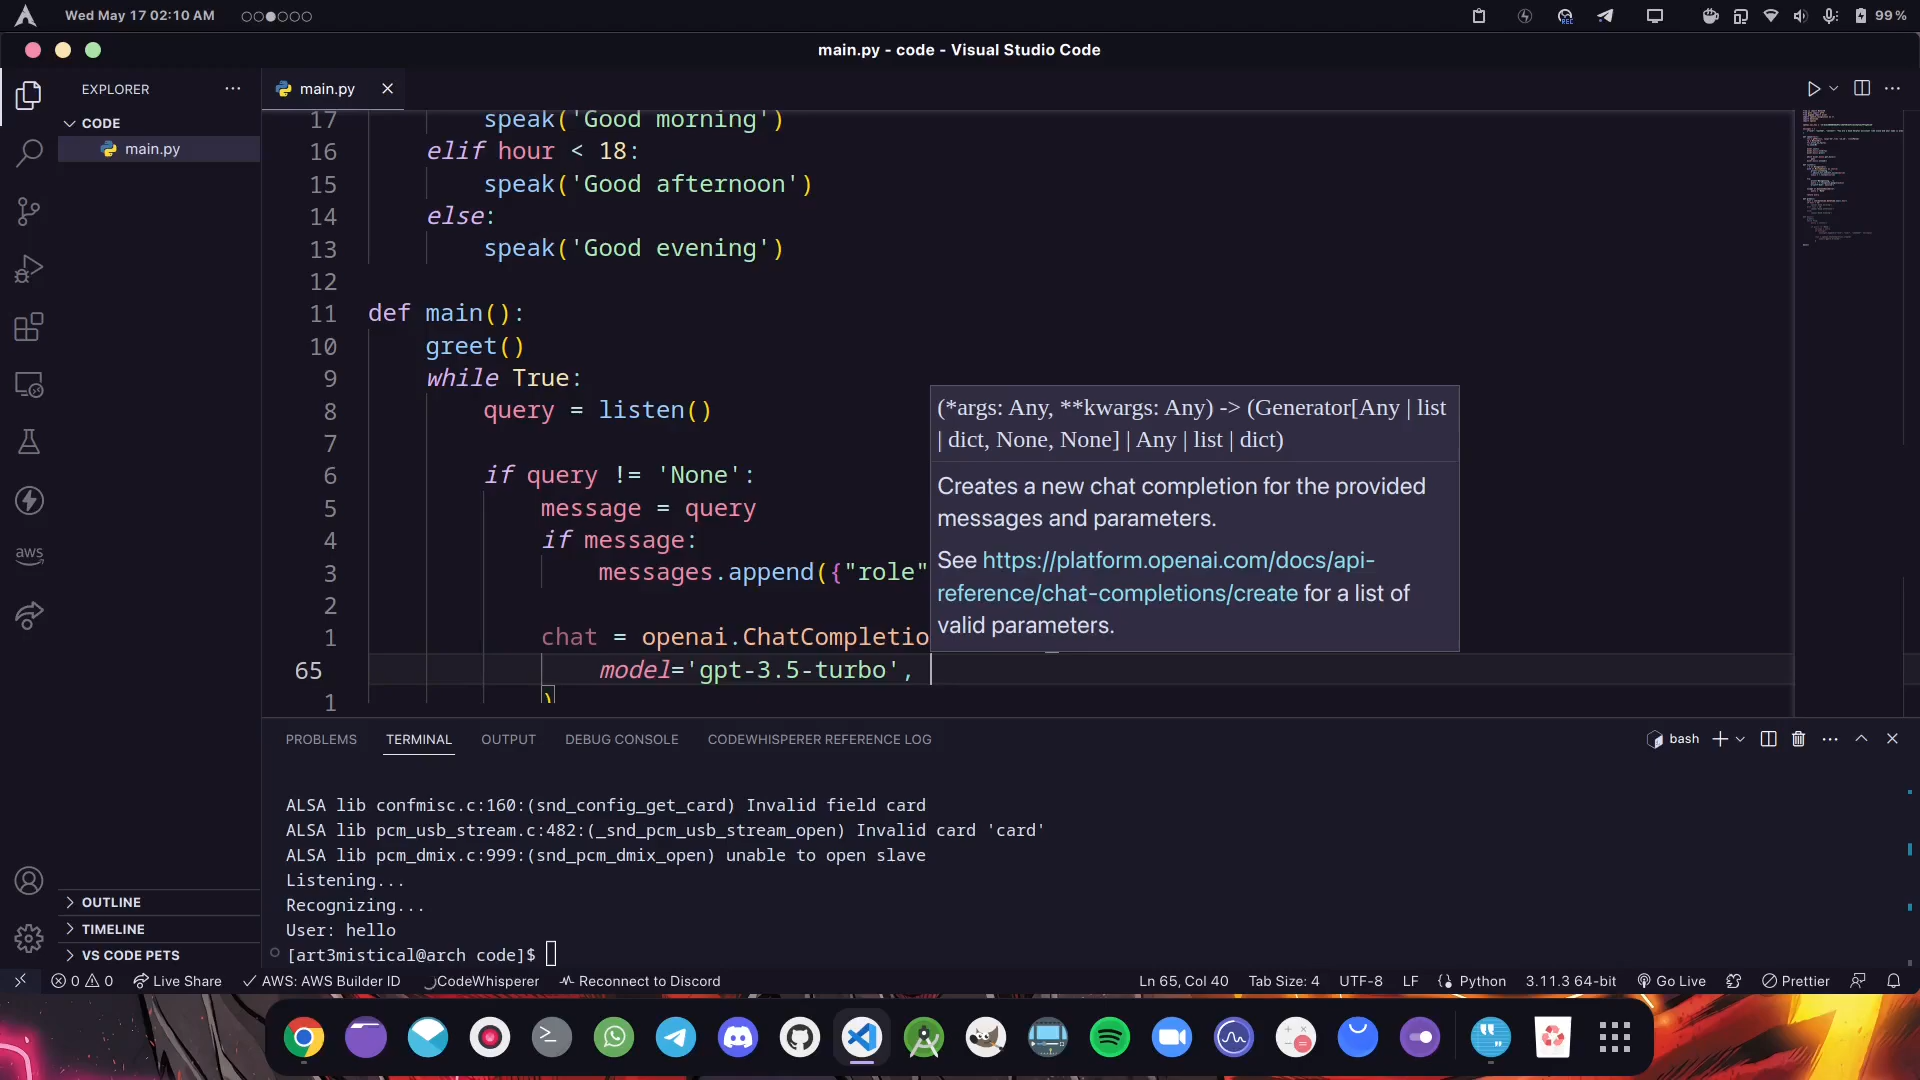 Wed May 17 02:10 AM
99%
main.py - code - Visual Studio Code
EXPLORER
CODE
main.py
main.py
17 speak('Good morning')
16 elif hour < 18:
15 speak('Good afternoon')
14 else:
13 speak('Good evening')
12
11 def main():
10 greet()
9 while True:
8 query = listen()
7
6 if query != 'None':
5 message = query
4 if message:
3 messages.append({"role"
2
1 chat = openai.ChatCompletio
65 model='gpt-3.5-turbo',
1 )
(*args: Any, **kwargs: Any) -> (Generator[Any | list
| dict, None, None] | Any | list | dict)
Creates a new chat completion for the provided
messages and parameters.
See https://platform.openai.com/docs/api-
reference/chat-completions/create for a list of
valid parameters.
aws
OUTLINE
TIMELINE
VS CODE PETS
PROBLEMS
TERMINAL
OUTPUT
DEBUG CONSOLE
CODEWHISPERER REFERENCE LOG
bash
ALSA lib confmisc.c:160:(snd_config_get_card) Invalid field card
ALSA lib pcm_usb_stream.c:482:(_snd_pcm_usb_stream_open) Invalid card 'card'
ALSA lib pcm_dmix.c:999:(snd_pcm_dmix_open) unable to open slave
Listening...
Recognizing...
User: hello
[art3mistical@arch code]$
0 0 Live Share AWS: AWS Builder ID CodeWhisperer Reconnect to Discord
Ln 65, Col 40 Tab Size: 4 UTF-8 LF Python 3.11.3 64-bit Go Live Prettier